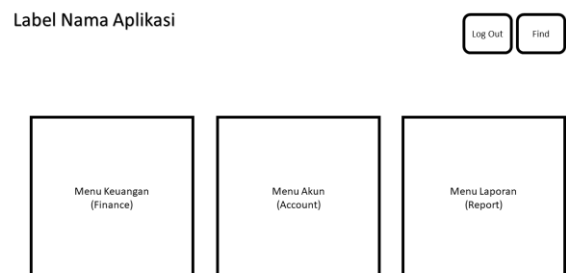 Label Nama Aplikasi
Log Out
Find
Menu Keuangan
(Finance)
Menu Akun
(Account)
Menu Laporan
(Report)